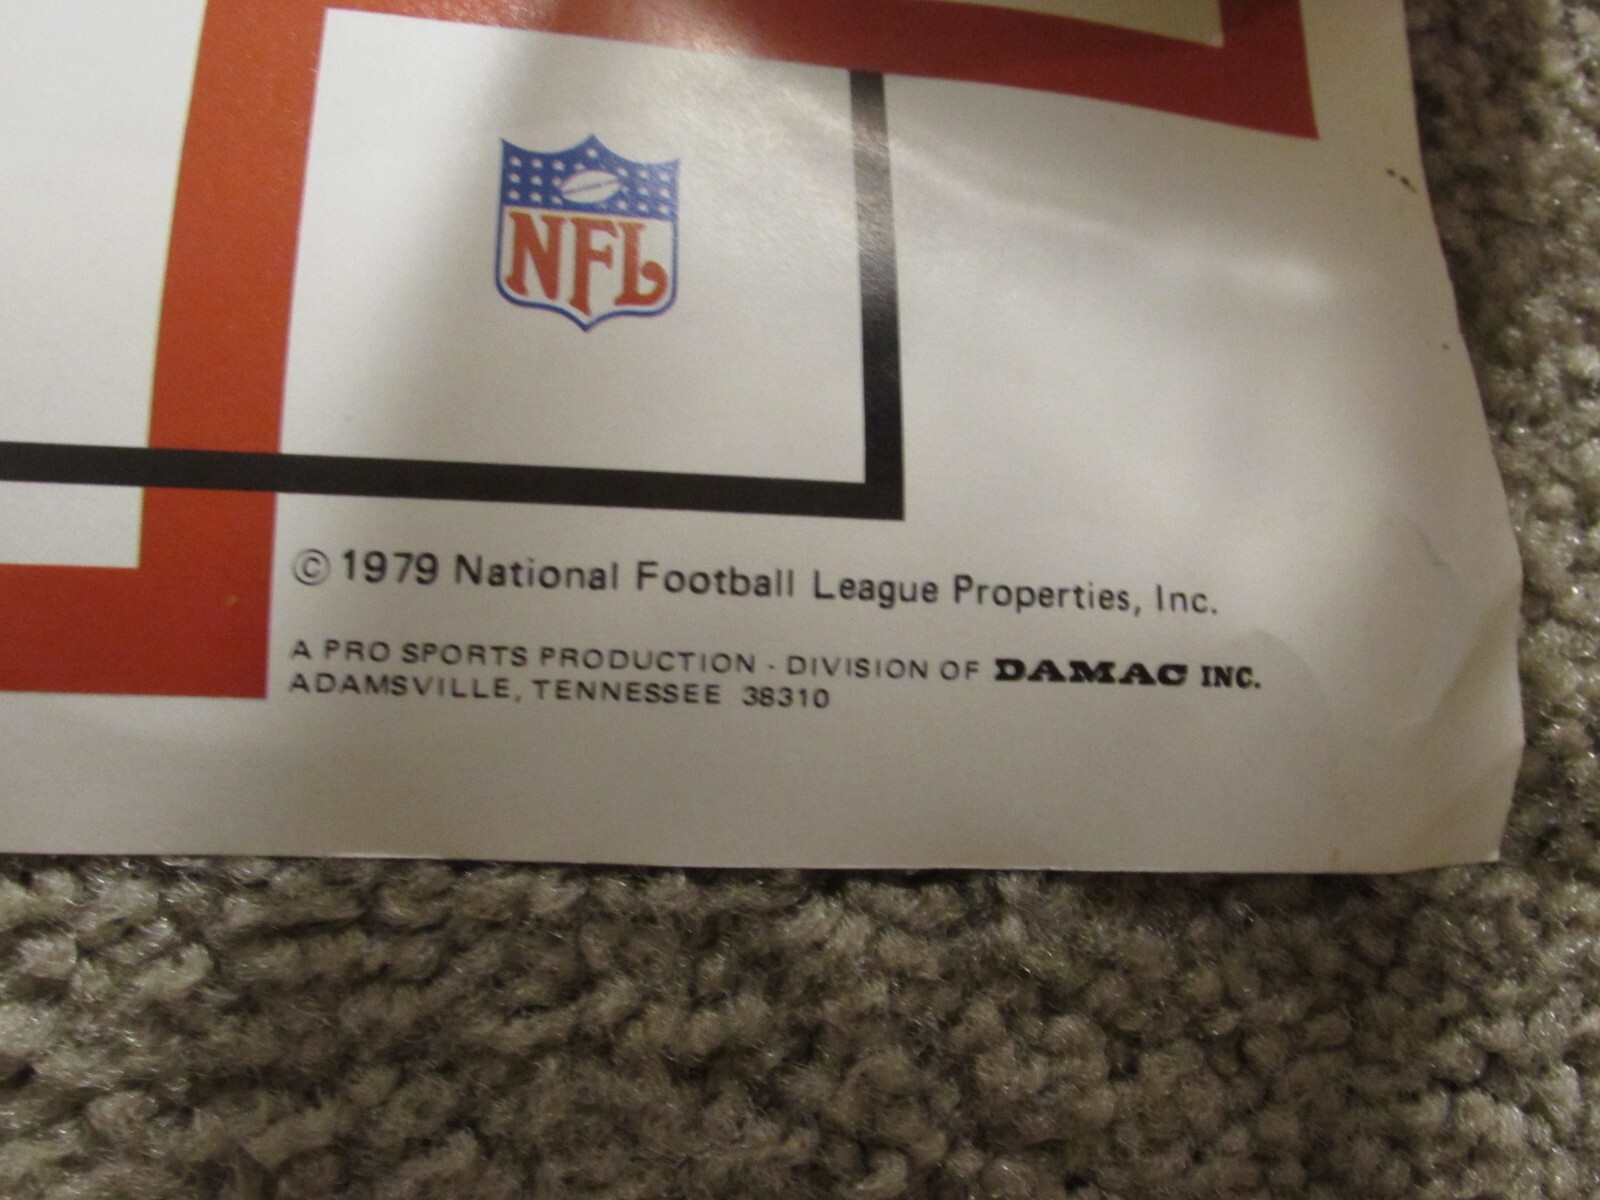 NFL
© 1979 National Football League Properties, Inc.
A PRO SPORTS PRODUCTION - DIVISION OF DAMAC INC.
ADAMSVILLE, TENNESSEE 38310